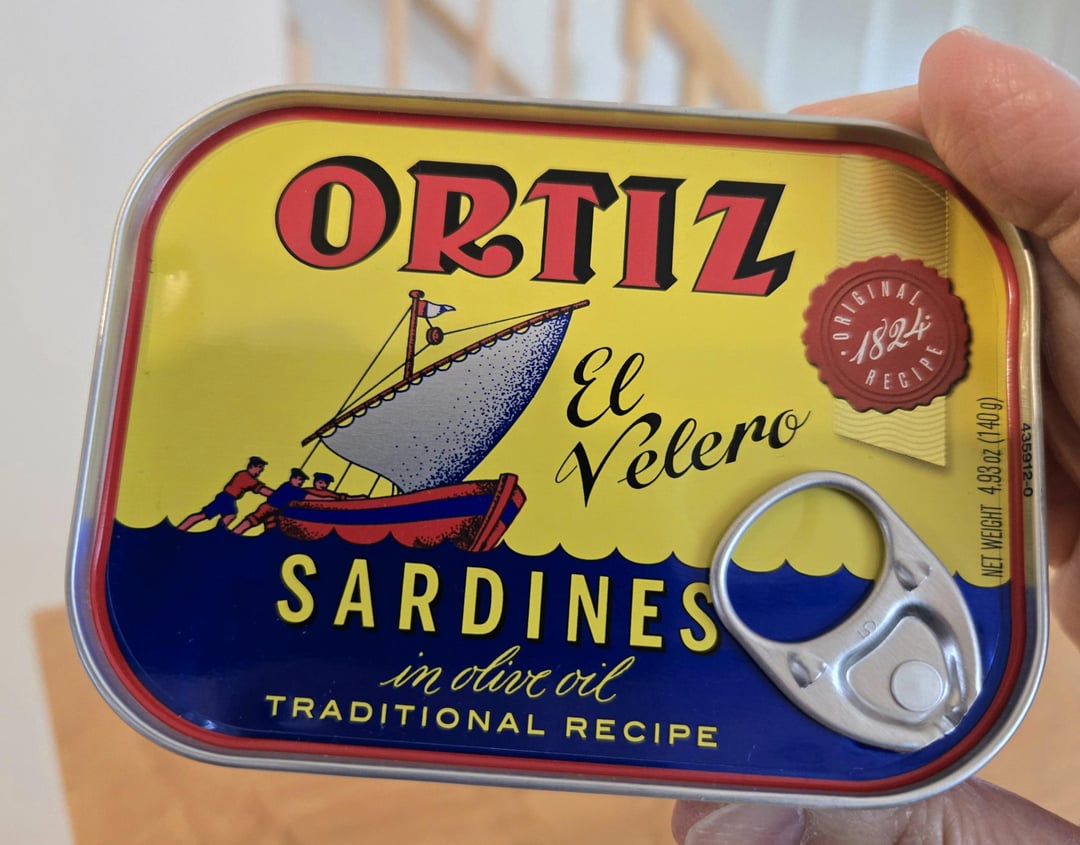 ORTIZ
ORIGINAL
1824
RECIPE
El
Velero
NET WEIGHT 4.93 oz (140 g)
435912-0
SARDINES
in olive oil
TRADITIONAL RECIPE
5